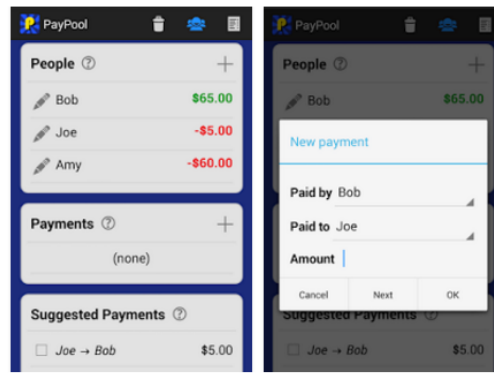 PayPool
People ?
Bob $65.00
Joe -$5.00
Amy -$60.00
Payments ?
(none)
Suggested Payments ?
Joe → Bob $5.00
PayPool
People ?
Bob $65.00
New payment
Paid by Bob
Paid to Joe
Amount
Cancel Next OK
Suggested Payments ?
Joe → Bob $5.00